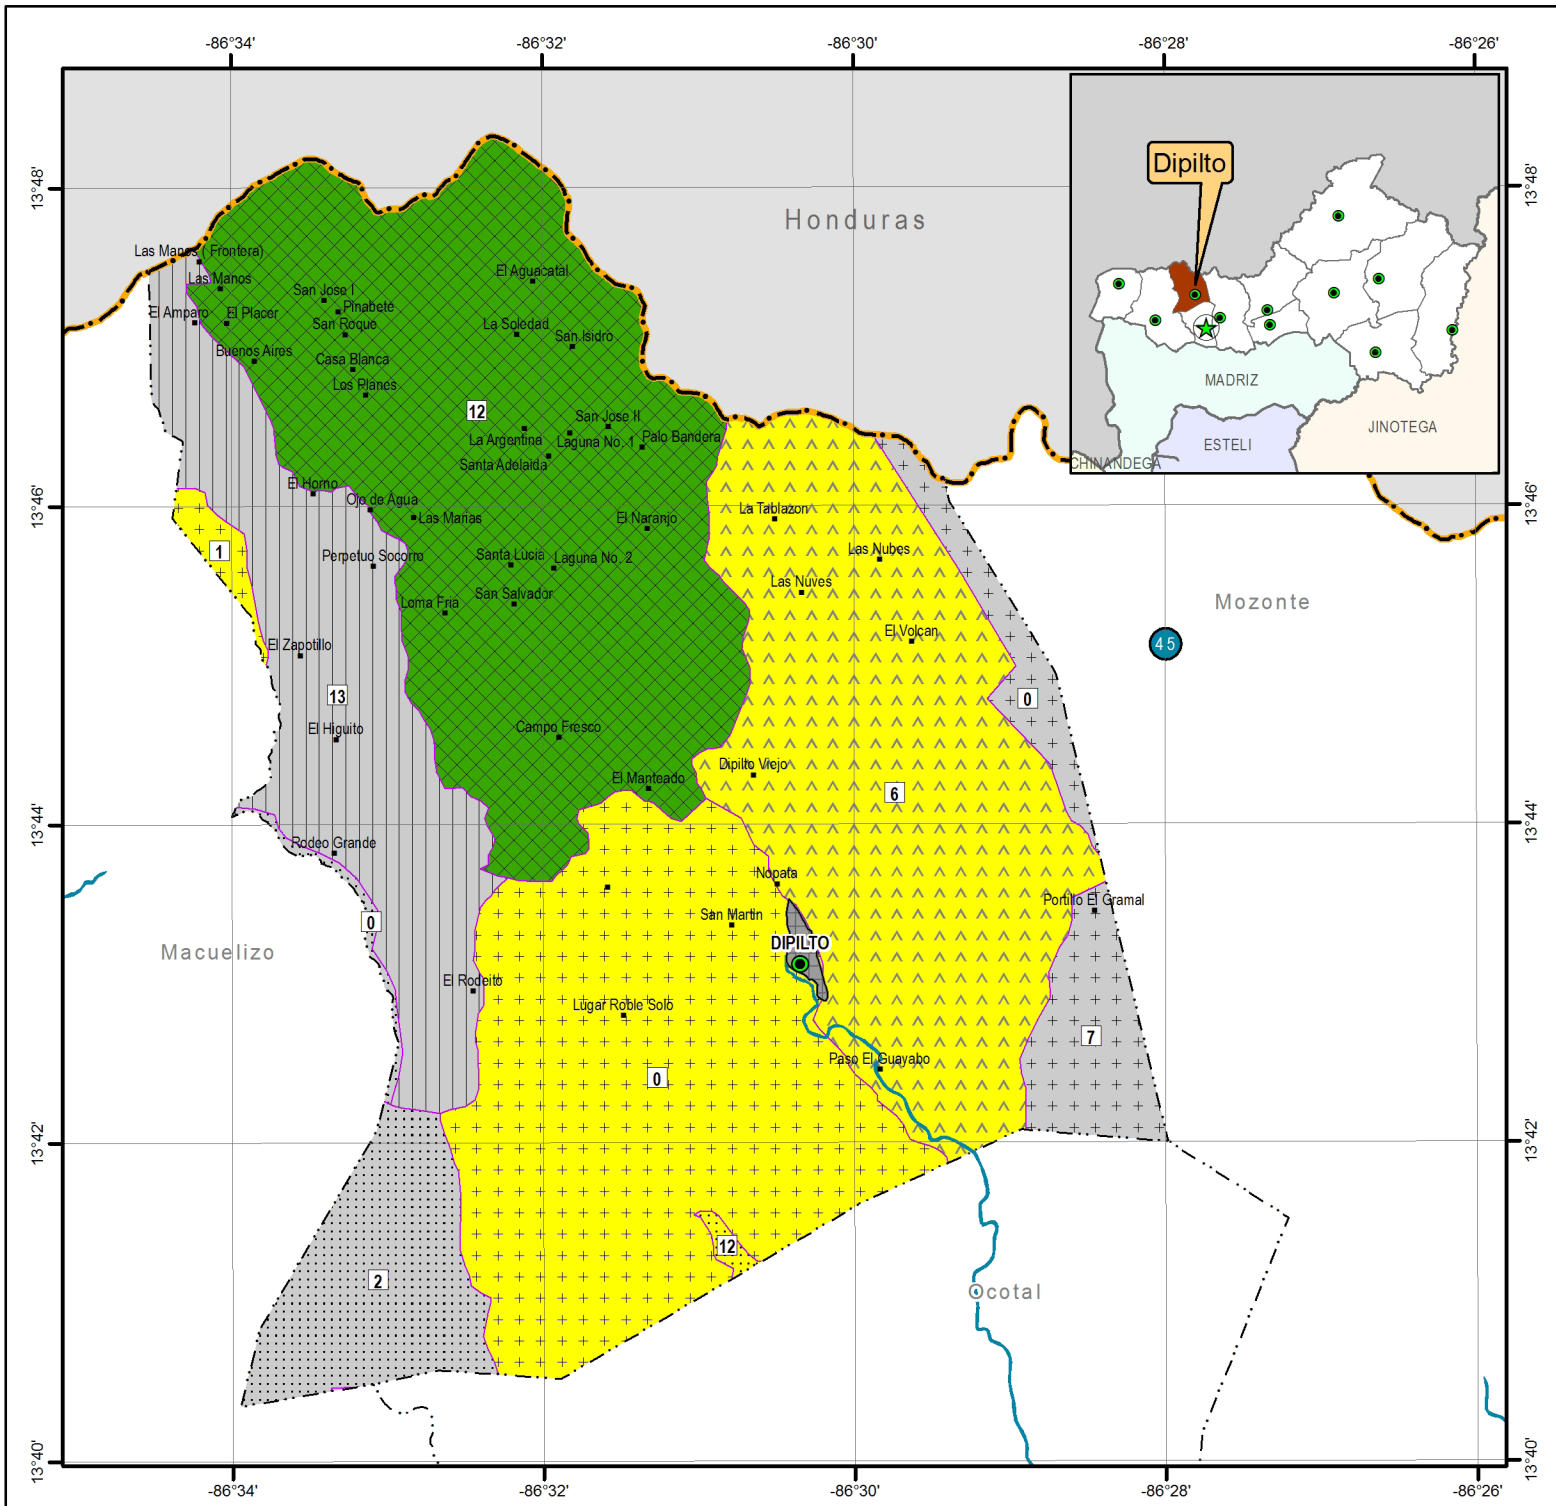 -86°34'
-86°32'
-86°30'
-86°28'
-86°26'
13°48'
13°48'
Dipilto
Honduras
Las Manos ( Frontera)
Las Manos
El Aguacatal
San Jose I
Pinabete
El Amparo
El Placer
San Roque
La Soledad
San Isidro
Buenos Aires
Casa Blanca
Los Planes
MADRIZ
12
San Jose II
JINOTEGA
La Argentina
Laguna No. 1
Palo Bandera
ESTELI
Santa Adelaida
CHINANDEGA
El Horno
Ojo de Agua
13°46'
13°46'
Las Marias
El Naranjo
La Tablazon
1
Perpetuo Socorro
Santa Lucia
Laguna No. 2
Las Nubes
Las Nuves
Loma Fria
San Salvador
Mozonte
El Volcan
45
El Zapotillo
13
0
El Higuito
Campo Fresco
Dipilto Viejo
El Manteado
6
13°44'
13°44'
Rodeo Grande
Nopafa
Portillo El Gramal
0
San Martin
DIPILTO
Macuelizo
El Rodeito
Lugar Roble Solo
7
Paso El Guayabo
0
13°42'
13°42'
12
2
Ocotal
13°40'
13°40'
-86°34'
-86°32'
-86°30'
-86°28'
-86°26'